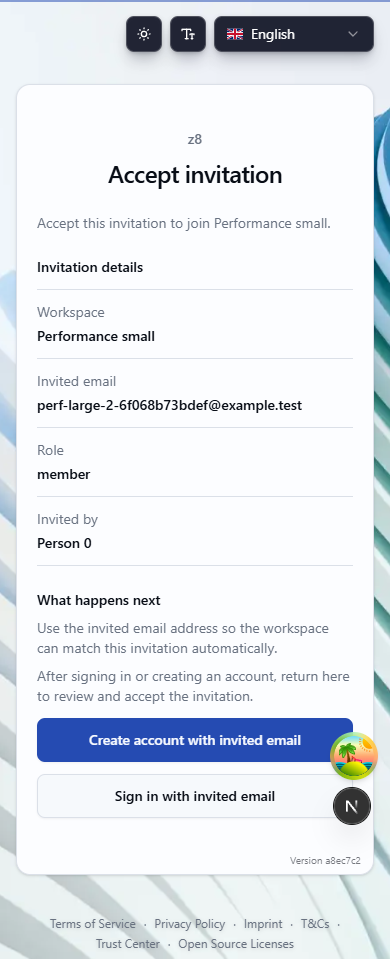 English
z8
Accept invitation
Accept this invitation to join Performance small.
Invitation details
Workspace
Performance small
Invited email
perf-large-2-6f068b73bdef@example.test
Role
member
Invited by
Person 0
What happens next
Use the invited email address so the workspace
can match this invitation automatically.
After signing in or creating an account, return here
to review and accept the invitation.
Create account with invited email
Sign in with invited email
N
Version a8ec7c2
Terms of Service · Privacy Policy · Imprint · T&Cs ·
Trust Center · Open Source Licenses